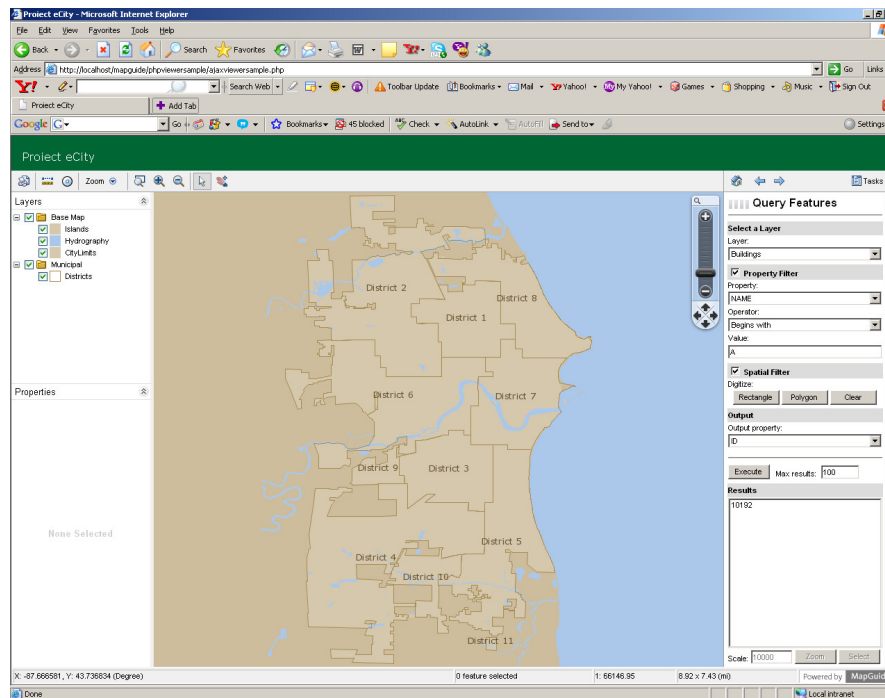 Project eCity - Microsoft Internet Explorer
File Edit View Favorites Tools Help
Back Search Favorites
Address http://localhost/mapguide/phpviewersample/ajaxviewersample.php Go Links
Y! Search Web Toolbar Update Bookmarks Mail Yahoo! My Yahoo! Games Shopping Music Sign Out
Project eCity Add Tab
Google G Go Bookmarks 45 blocked Check AutoLink AutoFill Send to Settings
Project eCity
Zoom Tasks
Layers
Base Map
Islands
Hydrography
CityLimits
Municipal
Districts
Properties
None Selected
District 2
District 8
District 1
District 6
District 7
District 9
District 3
District 5
District 4
District 10
District 11
Query Features
Select a Layer
Layer:
Buildings
Property Filter
Property:
NAME
Operator:
Begins with
Value:
A
Spatial Filter
Digitize:
Rectangle Polygon Clear
Output
Output property:
ID
Execute Max results: 100
Results
10192
Scale: 10000 Zoom Select
X: -87.666581, Y: 43.736834 (Degree) 0 feature selected 1: 66146.95 8.92 x 7.43 (mi) Powered by MapGuid
Done Local intranet